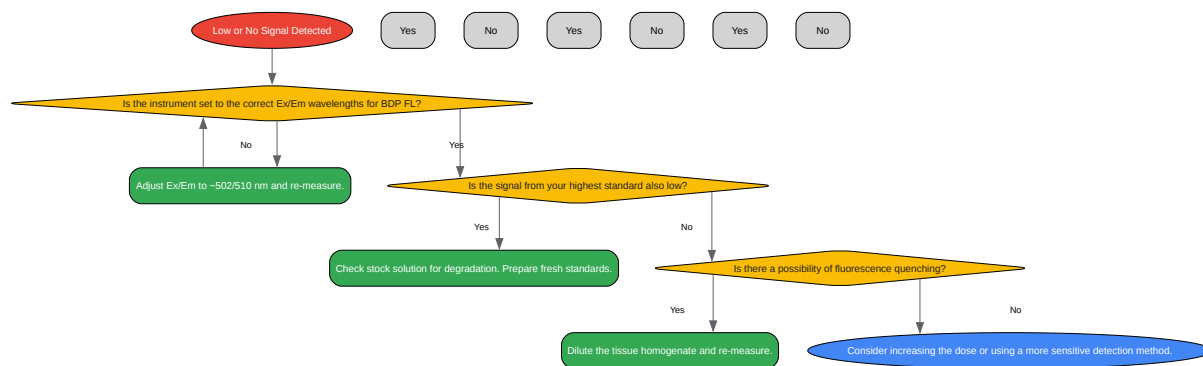 Low or No Signal Detected
Yes
No
Yes
No
Yes
No
Is the instrument set to the correct Ex/Em wavelengths for BDP FL?
No
Yes
Adjust Ex/Em to ~502/510 nm and re-measure.
Is the signal from your highest standard also low?
Yes
No
Check stock solution for degradation. Prepare fresh standards.
Is there a possibility of fluorescence quenching?
Yes
No
Dilute the tissue homogenate and re-measure.
Consider increasing the dose or using a more sensitive detection method.